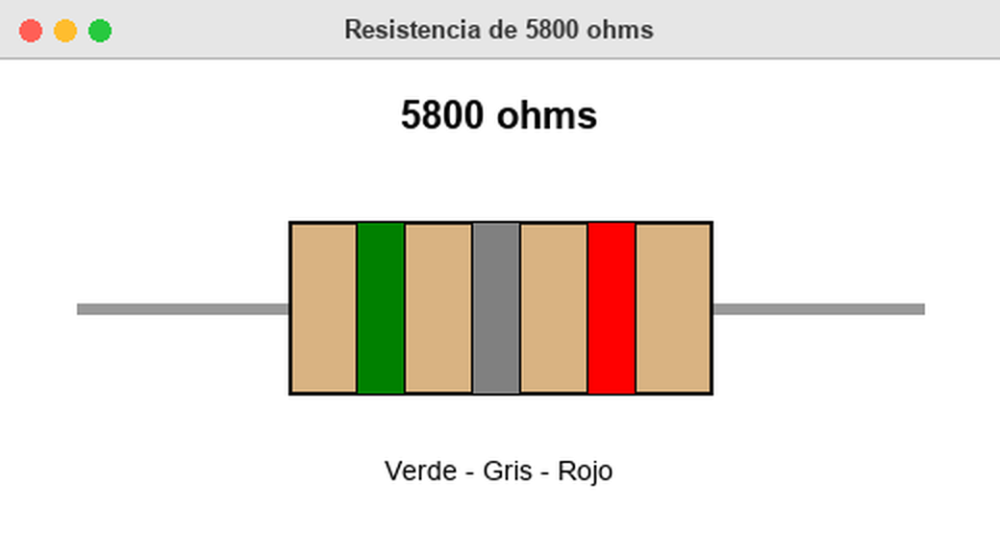 Resistencia de 5800 ohms
5800 ohms
Verde - Gris - Rojo